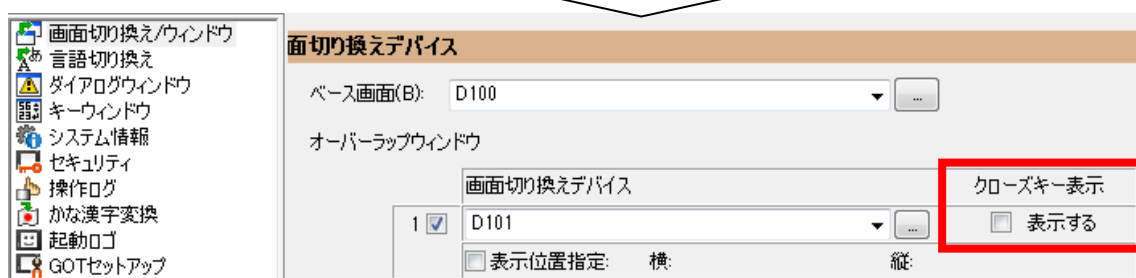 画面切り換え/ウィンドウ
言語切り換え
ダイアログウィンドウ
キーウィンドウ
システム情報
セキュリティ
操作ログ
かな漢字変換
起動ロゴ
GOTセットアップ
面切り換えデバイス
ベース画面(B): D100 ...
オーバーラップウィンドウ
画面切り換えデバイス クローズキー表示
1 D101 ... 表示する
表示位置指定: 横: 縦: